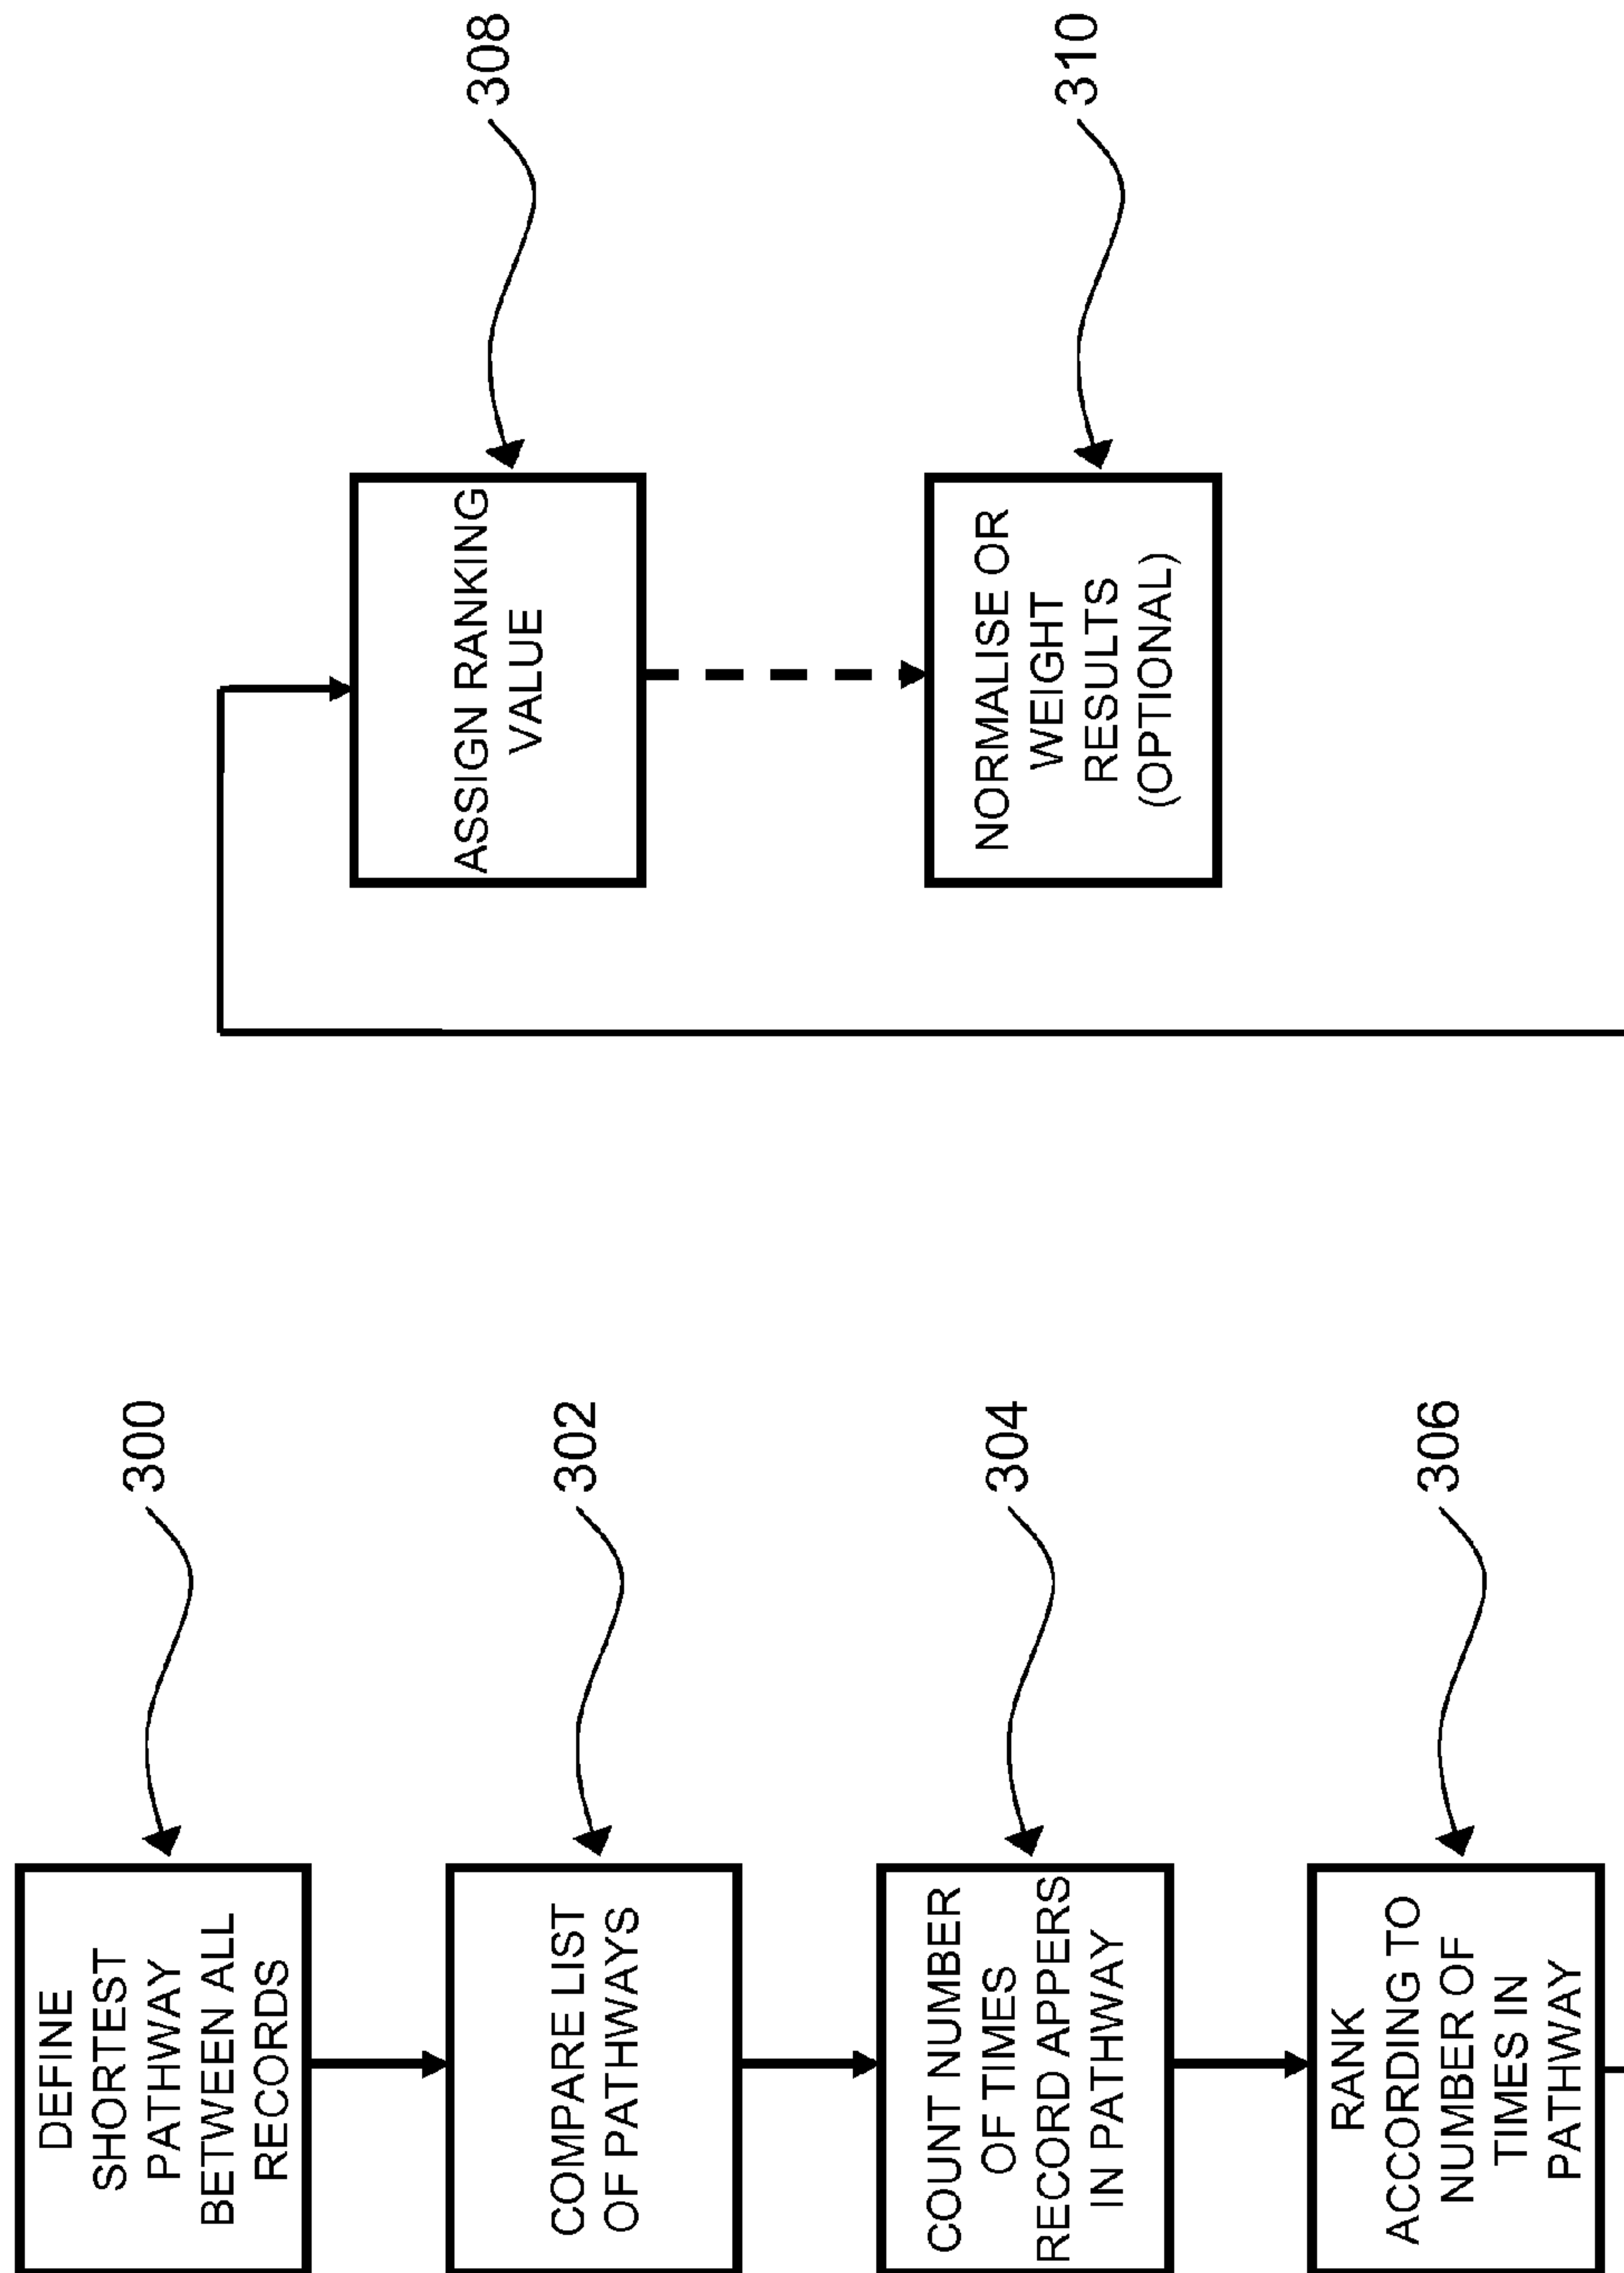 DEFINE
SHORTEST
PATHWAY
BETWEEN ALL
RECORDS
300
COMPARE LIST
OF PATHWAYS
302
COUNT NUMBER
OF TIMES
RECORD APPERS
IN PATHWAY
304
RANK
ACCORDING TO
NUMBER OF
TIMES IN
PATHWAY
306
ASSIGN RANKING
VALUE
308
NORMALISE OR
WEIGHT
RESULTS
(OPTIONAL)
310